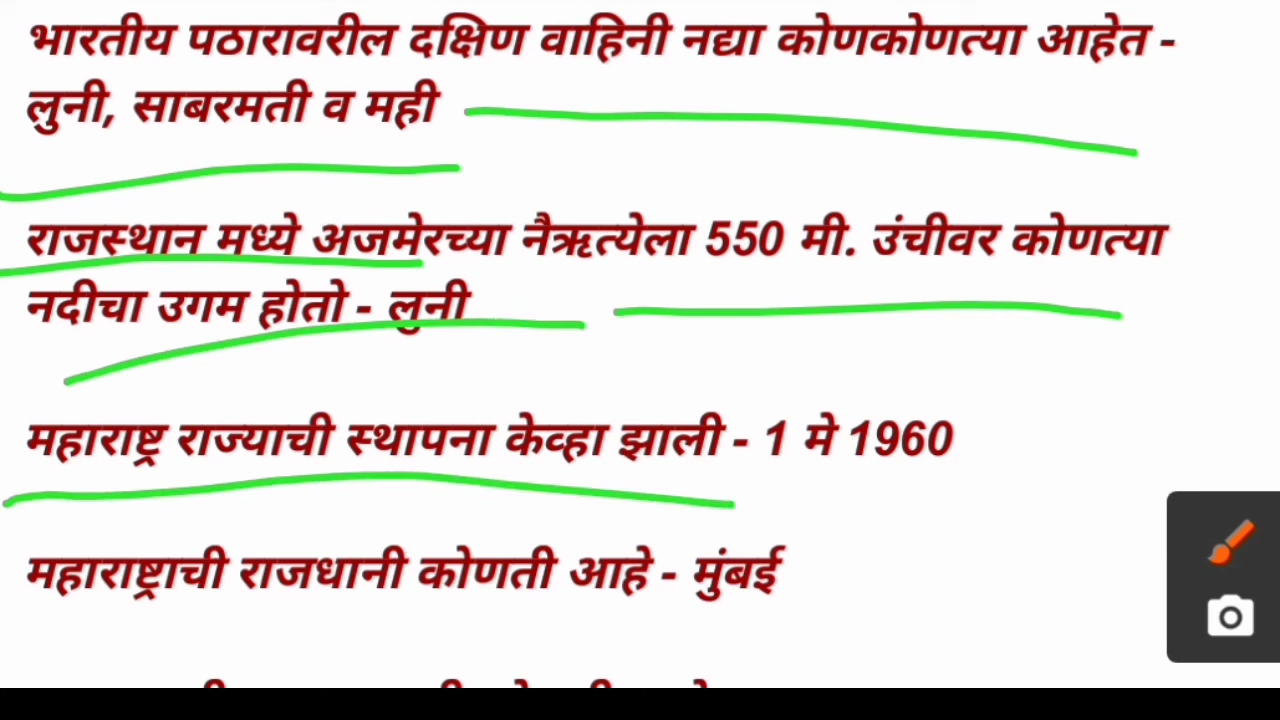 भारतीय पठारावरील दक्षिण वाहिनी नद्या कोणकोणत्या आहेत -
लुनी, साबरमती व मही
राजस्थान मध्ये अजमेरच्या नैऋत्येला 550 मी. उंचीवर कोणत्या
नदीचा उगम होतो - लुनी
महाराष्ट्र राज्याची स्थापना केव्हा झाली - 1 मे 1960
महाराष्ट्राची राजधानी कोणती आहे - मुंबई